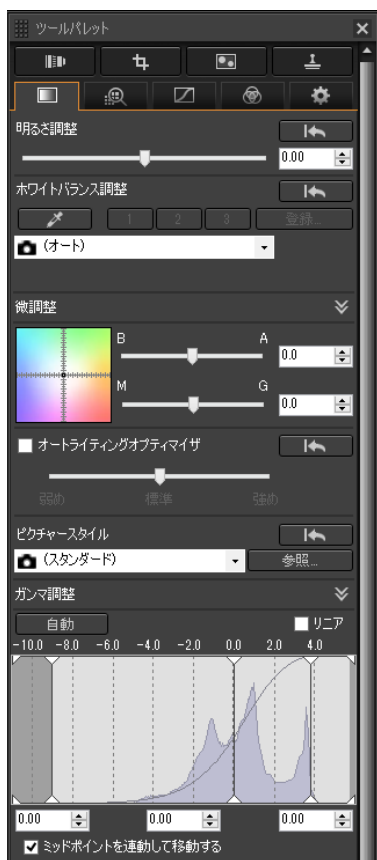 ツールパレット
明るさ調整
0.00
ホワイトバランス調整
1 2 3 登録...
(オート)
微調整
B A
0.0
M G
0.0
オートライティングオプティマイザ
弱め 標準 強め
ピクチャースタイル
(スタンダード) 参照...
ガンマ調整
自動 リニア
-10.0 -8.0 -6.0 -4.0 -2.0 0.0 2.0 4.0
0.00 0.00 0.00
ミッドポイントを連動して移動する